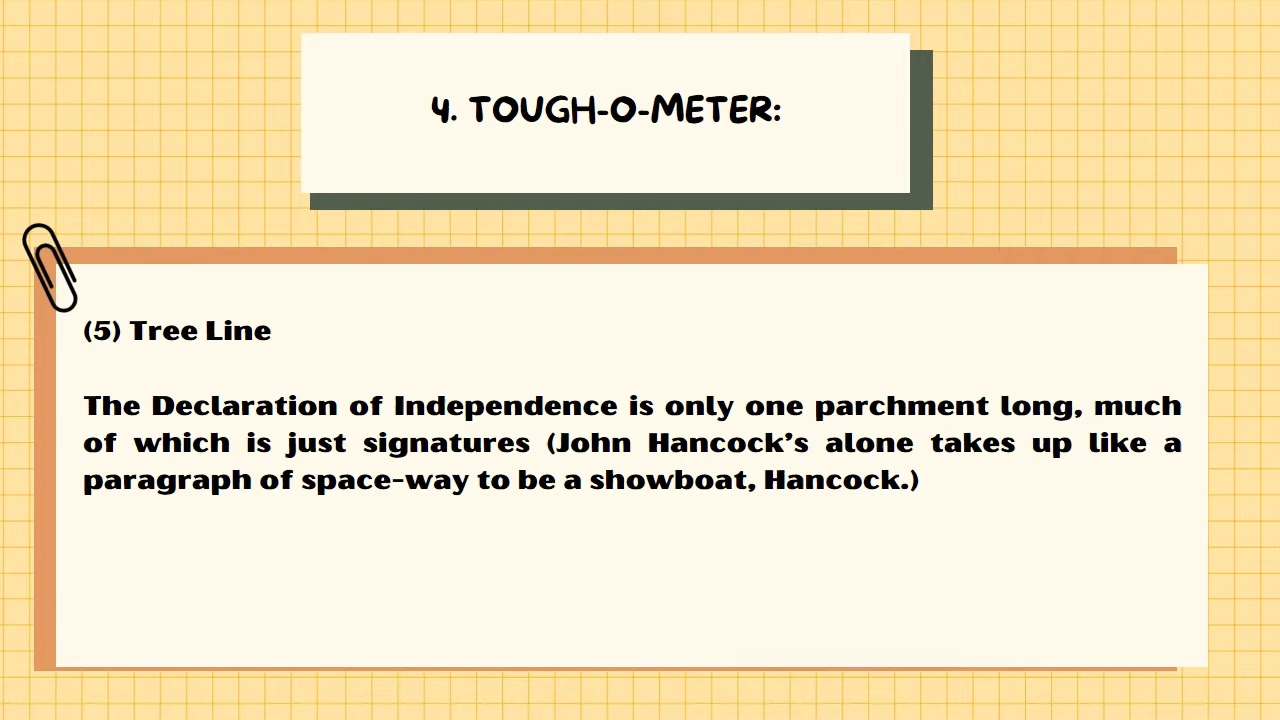 4. TOUGH-O-METER:
(5) Tree Line
The Declaration of Independence is only one parchment long, much
of which is just signatures (John Hancock's alone takes up like a
paragraph of space-way to be a showboat, Hancock.)